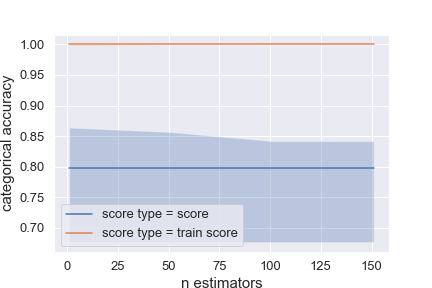 1.00
0.95
0.90
0.85
0.80
0.75
0.70
categorical accuracy
score type = score
score type = train score
0 25 50 75 100 125 150
n estimators